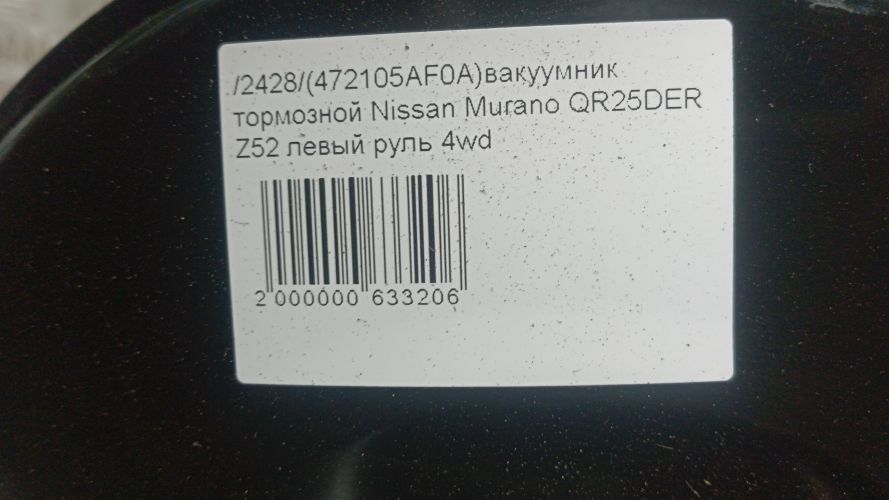 /2428/(472105AF0A)вакуумник
тормозной Nissan Murano QR25DER
Z52 левый руль 4wd
2 000000 633206